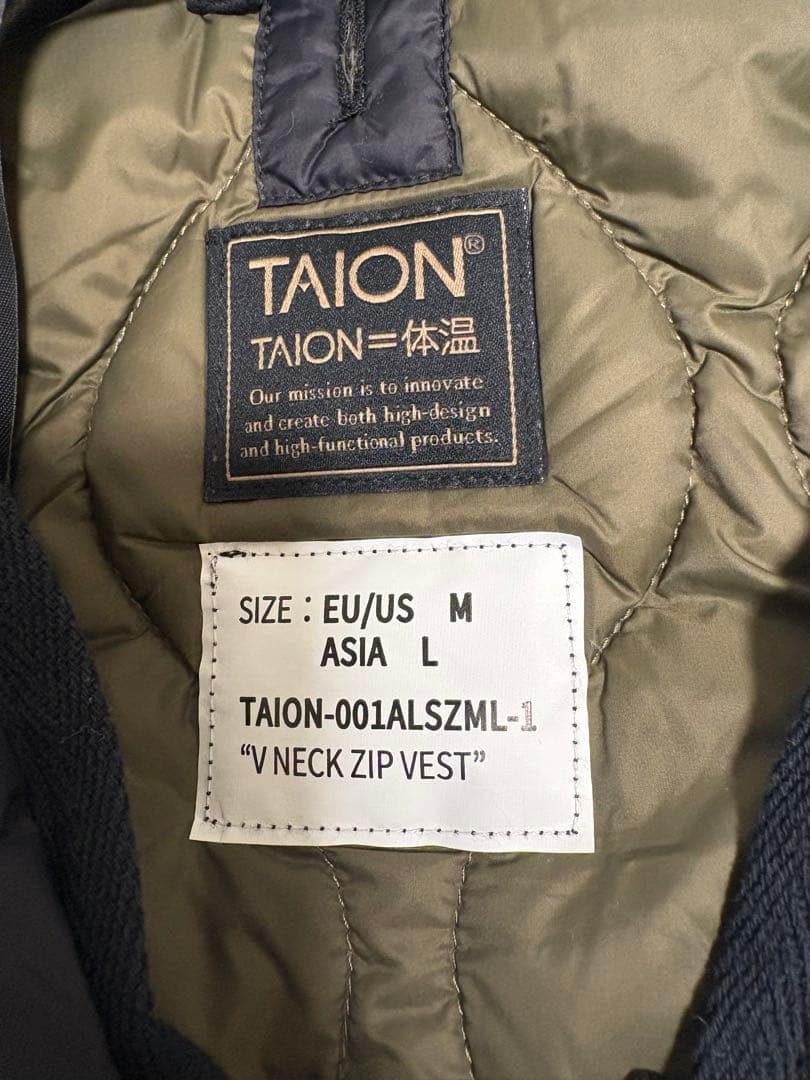 TAION®
TAION=体温
Our mission is to innovate
and create both high-design
and high-functional products.
SIZE : EU/US M
ASIA L
TAION-001ALSZML-1
“V NECK ZIP VEST”